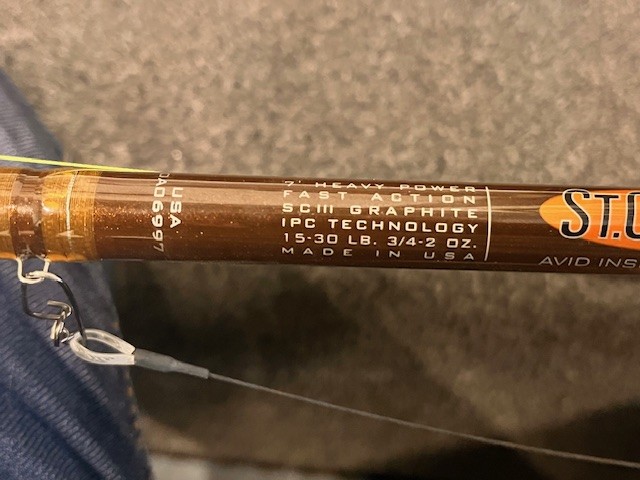 USA
7' HEAVY POWER
FAST ACTION
SCIII GRAPHITE
IPC TECHNOLOGY
15-30 LB. 3/4-2 OZ.
MADE IN USA
ST.C
AVID INS